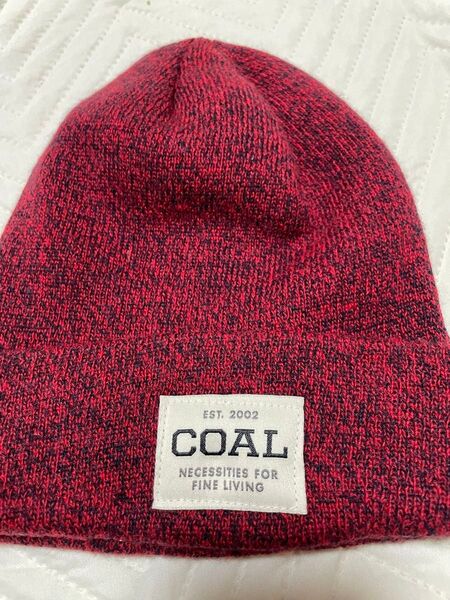 EST. 2002
COAL
NECESSITIES FOR
FINE LIVING